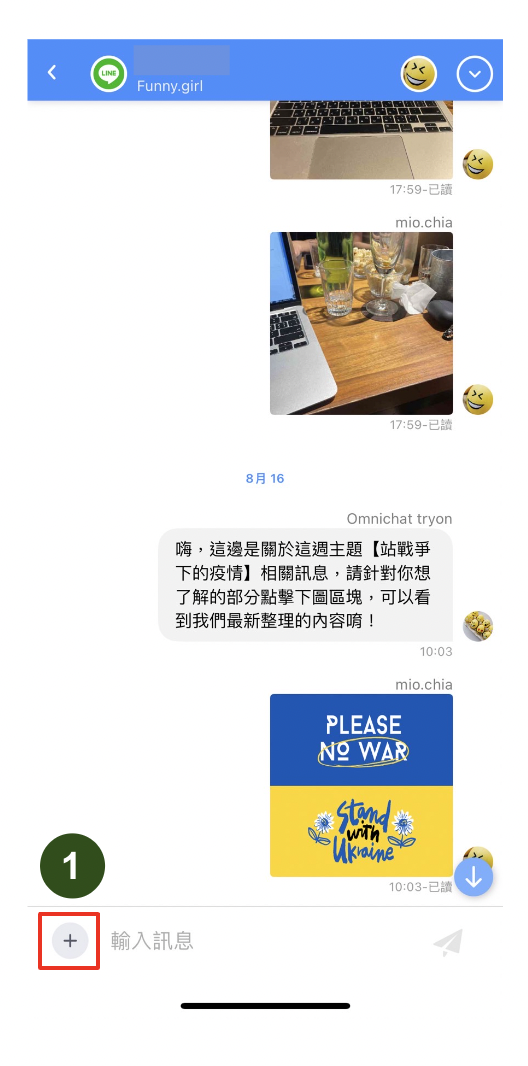 LINE
Funny.girl
17:59-已讀
mio.chia
17:59-已讀
8月 16
Omnichat tryon
嗨，這邊是關於這週主題【站戰爭
下的疫情】相關訊息，請針對你想
了解的部分點擊下圖區塊，可以看
到我們最新整理的內容唷！
10:03
mio.chia
PLEASE
NO WAR
Stand
with
Ukraine
10:03-已讀
1
+ 輸入訊息